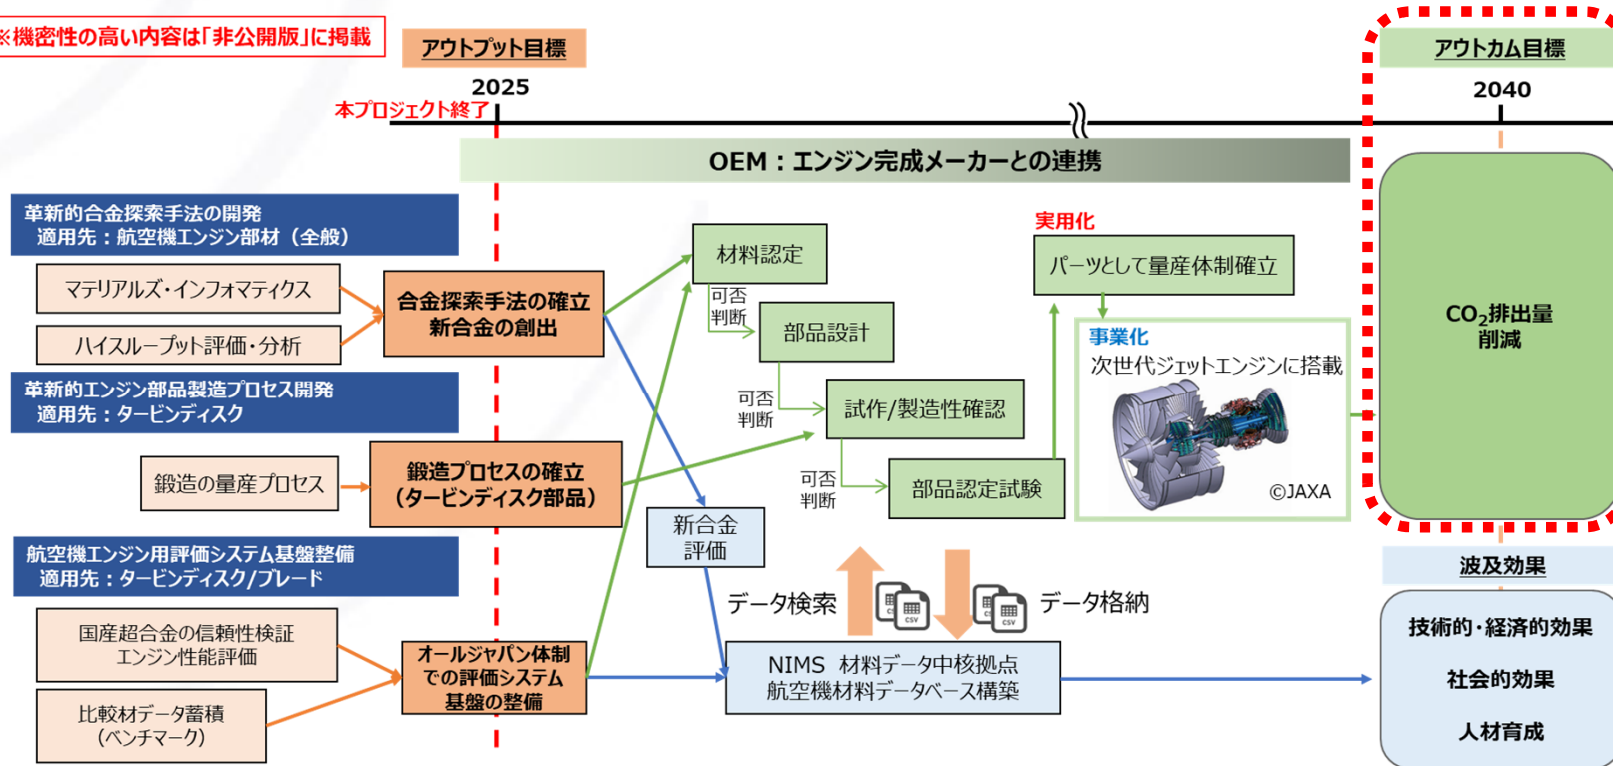 ※機密性の高い内容は「非公開版」に掲載
アウトプット目標
アウトカム目標
2025
2040
本プロジェクト終了
OEM：エンジン完成メーカーとの連携
革新的合金探索手法の開発
適用先：航空機エンジン部材（全般）
マテリアルズ・インフォマティクス
ハイスループット評価・分析
合金探索手法の確立
新合金の創出
革新的エンジン部品製造プロセス開発
適用先：タービンディスク
鍛造の量産プロセス
鍛造プロセスの確立
（タービンディスク部品）
航空機エンジン用評価システム基盤整備
適用先：タービンディスク/ブレード
国産超合金の信頼性検証
エンジン性能評価
比較材データ蓄積
（ベンチマーク）
オールジャパン体制
での評価システム
基盤の整備
材料認定
可否
判断
部品設計
可否
判断
試作/製造性確認
可否
判断
部品認定試験
実用化
パーツとして量産体制確立
事業化
次世代ジェットエンジンに搭載
©JAXA
新合金
評価
データ検索
CSV
CSV
データ格納
NIMS 材料データ中核拠点
航空機材料データベース構築
CO₂排出量
削減
波及効果
技術的・経済的効果
社会的効果
人材育成